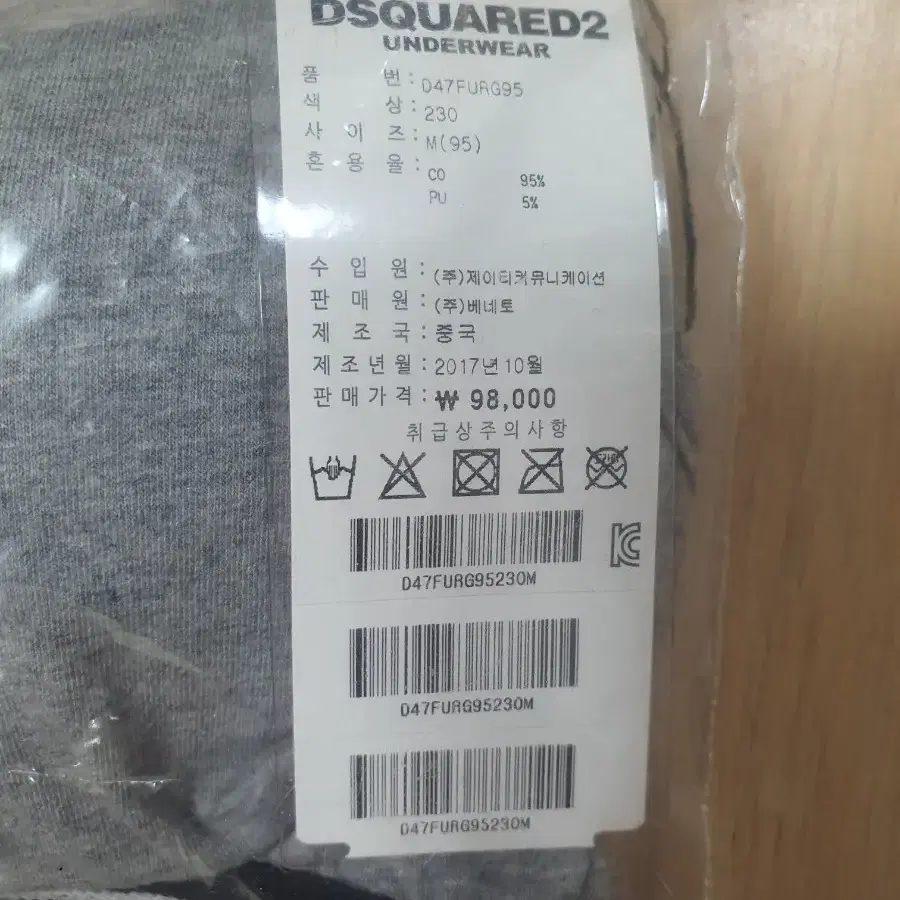 DSQUARED2
UNDERWEAR
품 번 : D47FURG95
색 상 : 230
사 이 즈 : M(95)
혼 용 율 :
CO 95%
PU 5%
수 입 원 : (주)제이티커뮤니케이션
판 매 원 : (주)베네토
제 조 국 : 중국
제 조 년 월 : 2017년 10월
판 매 가 격 : ₩ 98,000
취 급 상 주 의 사 항
D47FURG95230M
D47FURG95230M
D47FURG95230M